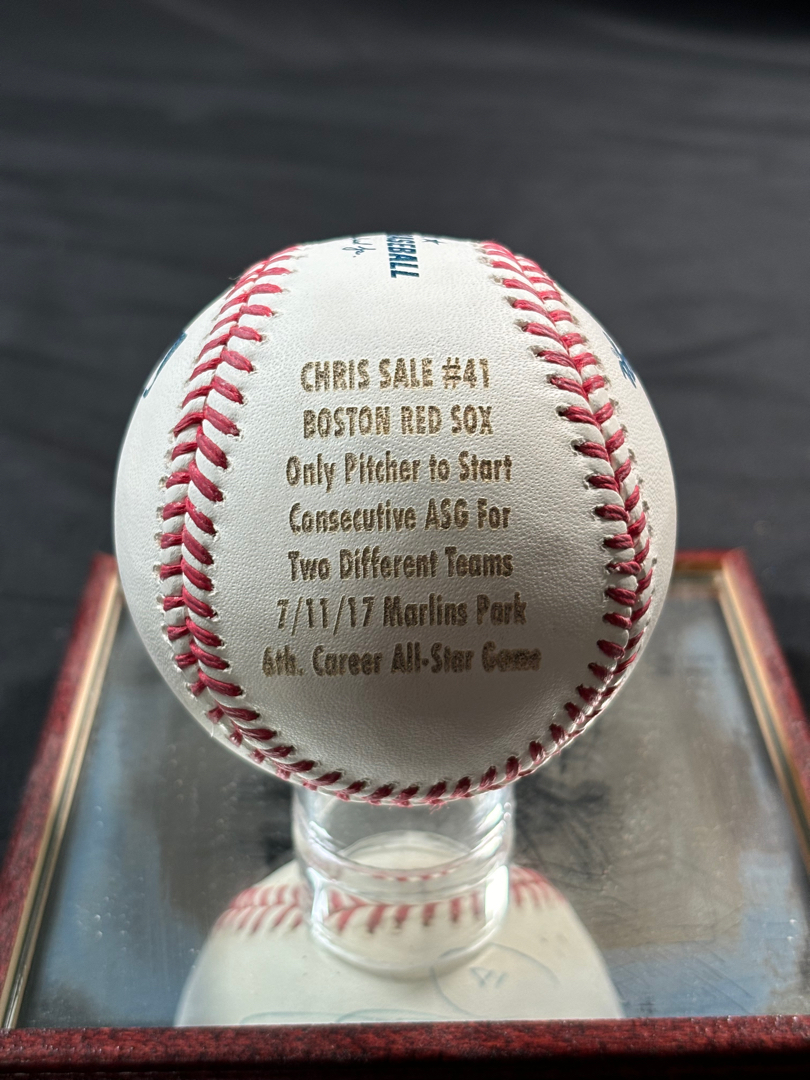 BASEBALL
CHRIS SALE #41
BOSTON RED SOX
Only Pitcher to Start
Consecutive ASG For
Two Different Teams
7/11/17 Marlins Park
6th. Career All-Star Game